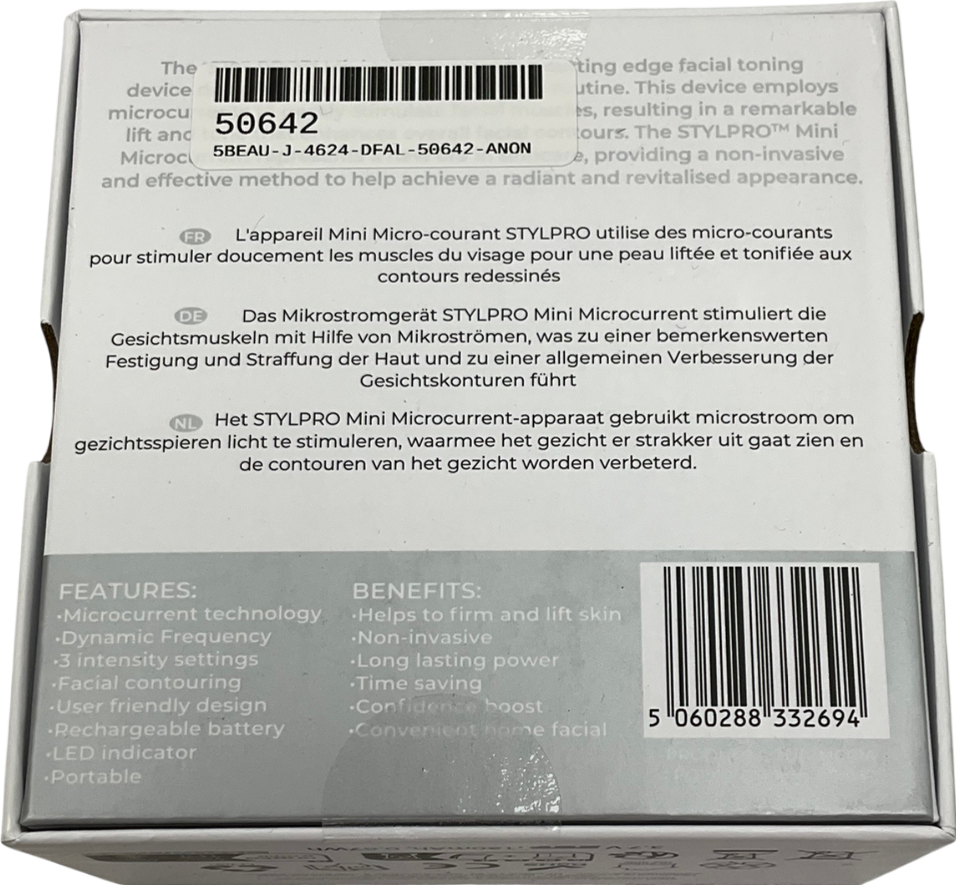 The ting edge facial toning
device utine. This device employs
microcu es, resulting in a remarkable
lift and contours. The STYLPRO™ Mini
Microc e, providing a non-invasive
and effective method to help achieve a radiant and revitalised appearance.
50642
5BEAU-J-4624-DFAL-50642-ANON
FR L'appareil Mini Micro-courant STYLPRO utilise des micro-courants
pour stimuler doucement les muscles du visage pour une peau liftée et tonifiée aux
contours redessinés
DE Das Mikrostromgerät STYLPRO Mini Microcurrent stimuliert die
Gesichtsmuskeln mit Hilfe von Mikroströmen, was zu einer bemerkenswerten
Festigung und Straffung der Haut und zu einer allgemeinen Verbesserung der
Gesichtskonturen führt
NL Het STYLPRO Mini Microcurrent-apparaat gebruikt microstroom om
gezichtsspieren licht te stimuleren, waarmee het gezicht er strakker uit gaat zien en
de contouren van het gezicht worden verbeterd.
FEATURES:
•Microcurrent technology
•Dynamic Frequency
•3 intensity settings
•Facial contouring
•User friendly design
•Rechargeable battery
•LED indicator
•Portable
BENEFITS:
•Helps to firm and lift skin
•Non-invasive
•Long lasting power
•Time saving
•Confidence boost
•Convenient home facial
5 060288 332694